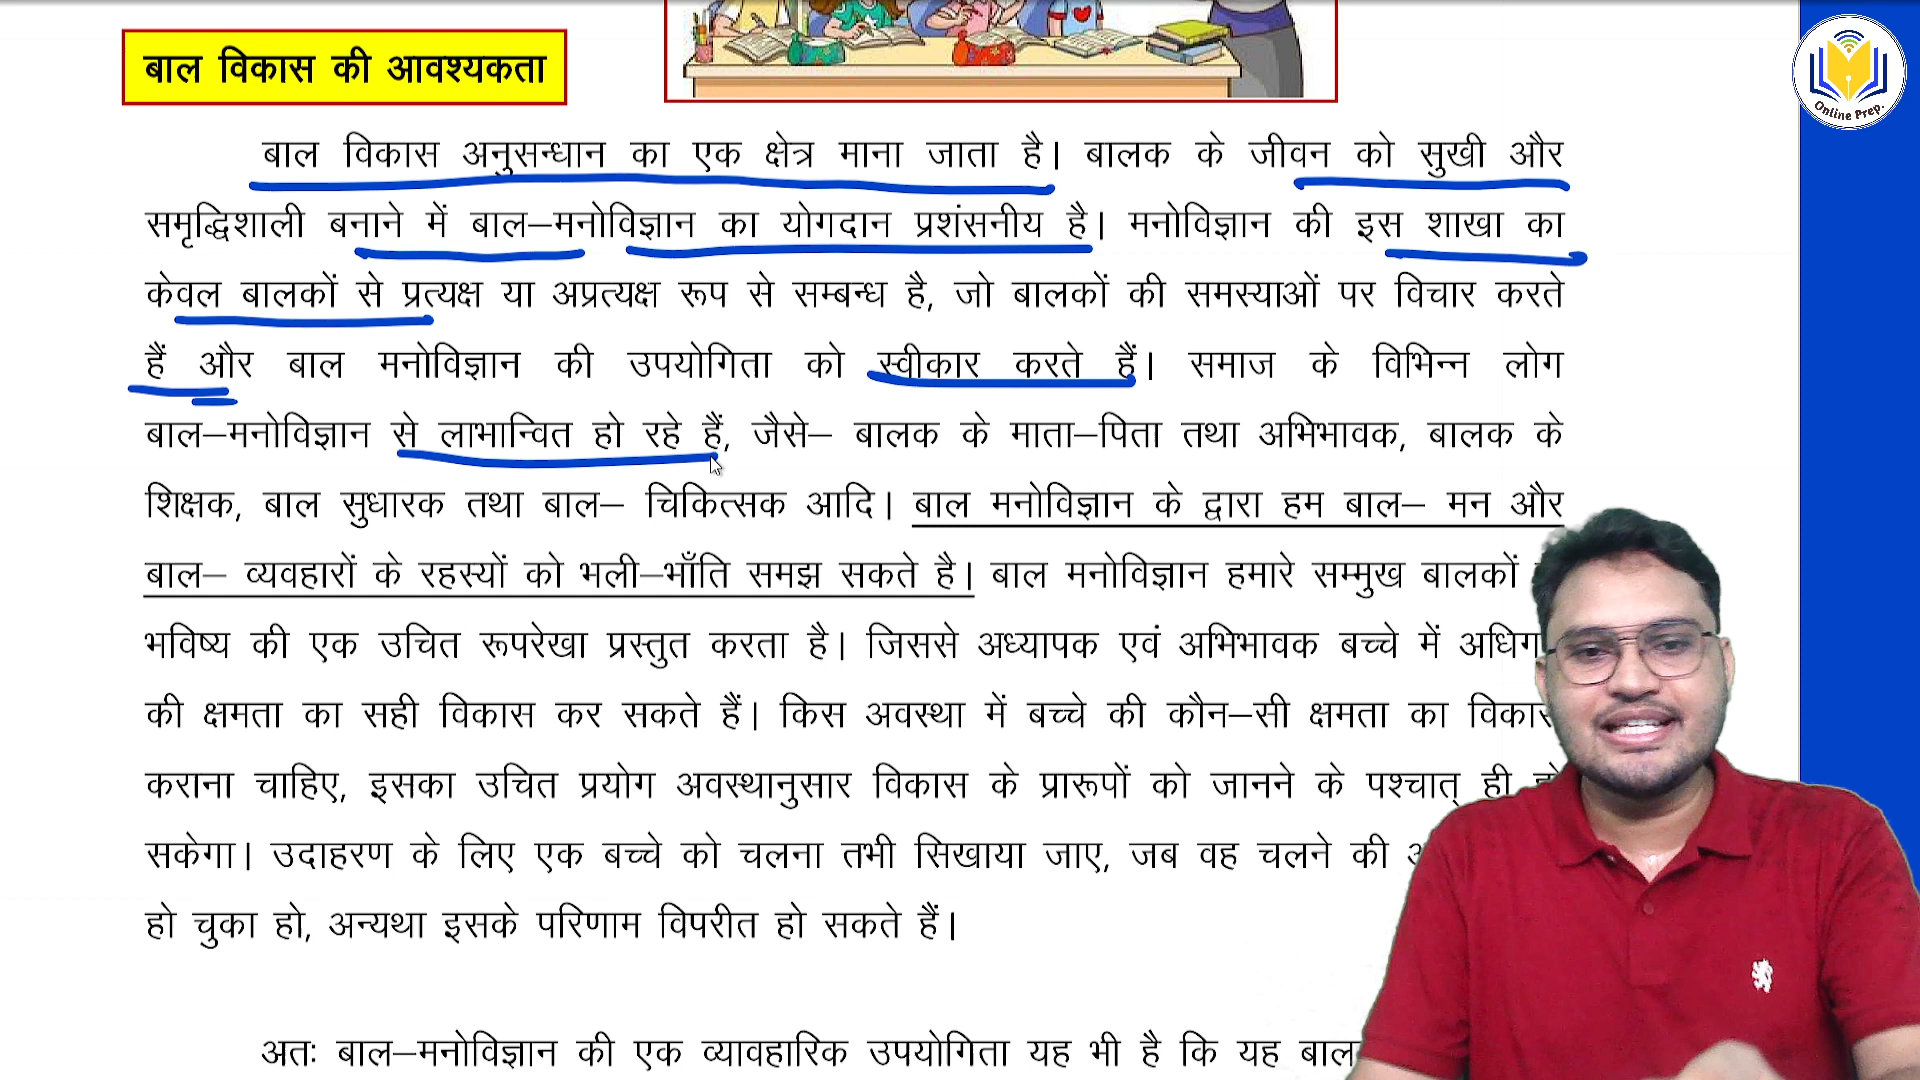 बाल विकास की आवश्यकता
Online Prep.
बाल विकास अनुसन्धान का एक क्षेत्र माना जाता है। बालक के जीवन को सुखी और
समृद्धिशाली बनाने में बाल–मनोविज्ञान का योगदान प्रशंसनीय है। मनोविज्ञान की इस शाखा का
केवल बालकों से प्रत्यक्ष या अप्रत्यक्ष रूप से सम्बन्ध है, जो बालकों की समस्याओं पर विचार करते
हैं और बाल मनोविज्ञान की उपयोगिता को स्वीकार करते हैं। समाज के विभिन्न लोग
बाल–मनोविज्ञान से लाभान्वित हो रहे हैं, जैसे– बालक के माता–पिता तथा अभिभावक, बालक के
शिक्षक, बाल सुधारक तथा बाल– चिकित्सक आदि। बाल मनोविज्ञान के द्वारा हम बाल– मन और
बाल– व्यवहारों के रहस्यों को भली–भाँति समझ सकते है। बाल मनोविज्ञान हमारे सम्मुख बालकों
भविष्य की एक उचित रूपरेखा प्रस्तुत करता है। जिससे अध्यापक एवं अभिभावक बच्चे में
की क्षमता का सही विकास कर सकते हैं। किस अवस्था में बच्चे की कौन–सी क्षमता का विकास
कराना चाहिए, इसका उचित प्रयोग अवस्थानुसार विकास के प्रारूपों को जानने के पश्चात् ही
सकेगा। उदाहरण के लिए एक बच्चे को चलना तभी सिखाया जाए, जब वह चलने की
हो चुका हो, अन्यथा इसके परिणाम विपरीत हो सकते हैं।
अतः बाल–मनोविज्ञान की एक व्यावहारिक उपयोगिता यह भी है कि यह बाल